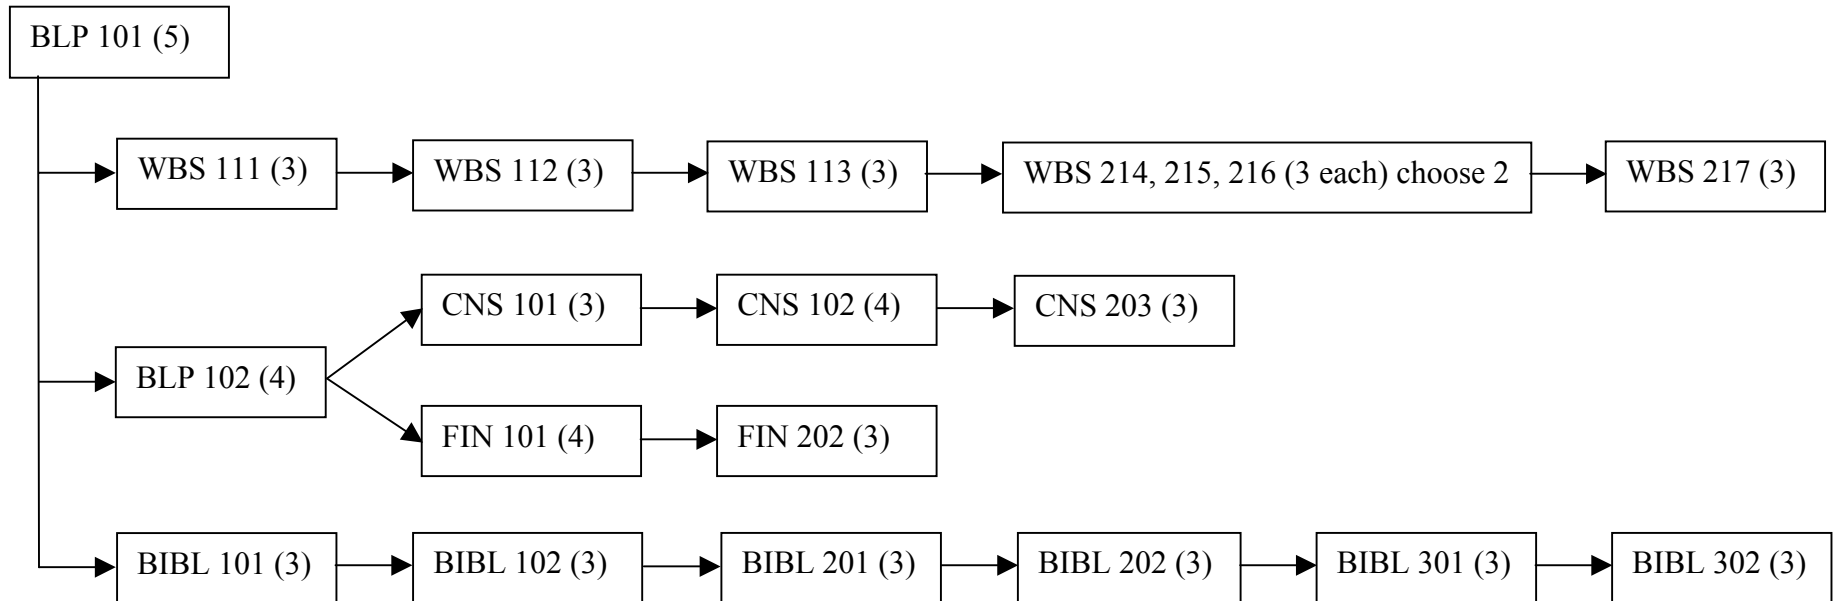 BLP 101 (5)
WBS 111 (3)
WBS 112 (3)
WBS 113 (3)
WBS 214, 215, 216 (3 each) choose 2
WBS 217 (3)
CNS 101 (3)
CNS 102 (4)
CNS 203 (3)
BLP 102 (4)
FIN 101 (4)
FIN 202 (3)
BIBL 101 (3)
BIBL 102 (3)
BIBL 201 (3)
BIBL 202 (3)
BIBL 301 (3)
BIBL 302 (3)